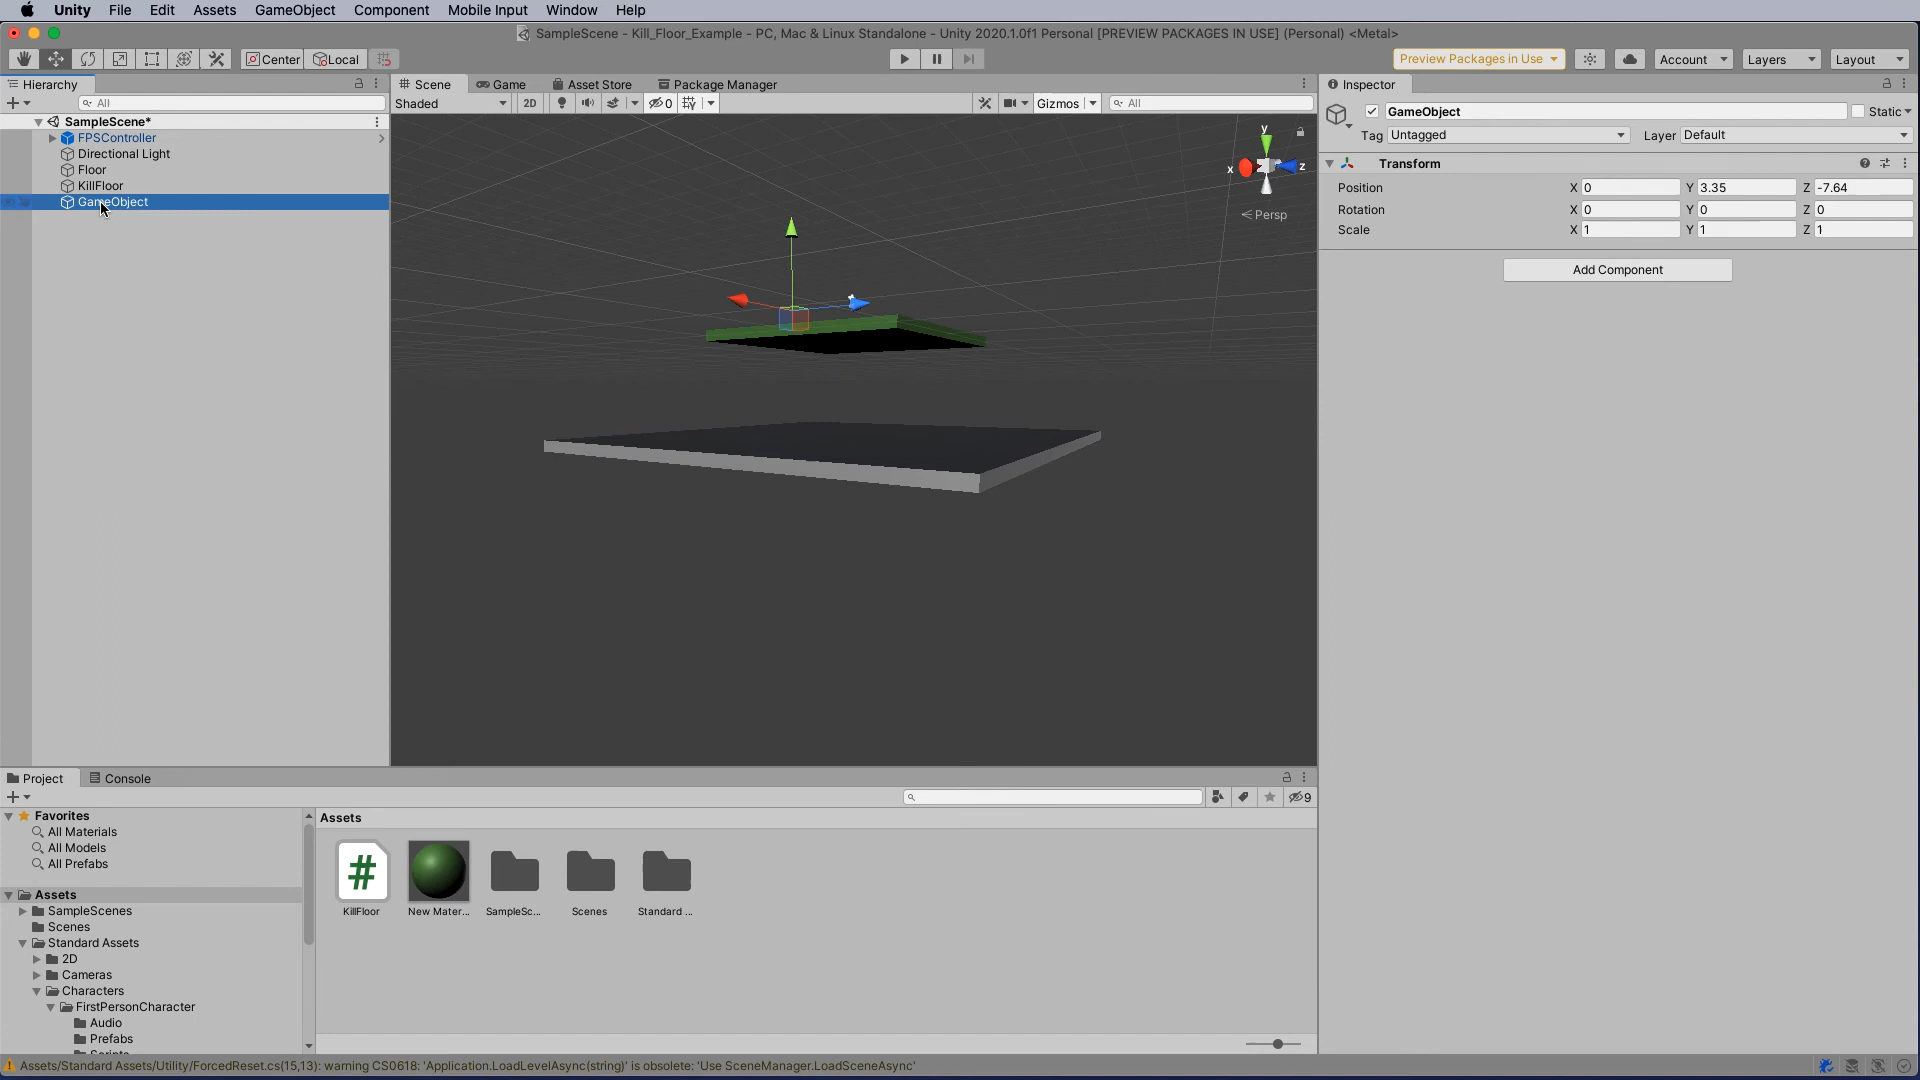 Unity File Edit Assets GameObject Component Mobile Input Window Help
SampleScene - Kill_Floor_Example - PC, Mac & Linux Standalone - Unity 2020.1.0f1 Personal [PREVIEW PACKAGES IN USE] (Personal) <Metal>
Center Local Preview Packages in Use Account Layers Layout
Hierarchy Scene Game Asset Store Package Manager Inspector
All Shaded 2D 0 Gizmos All
GameObject Static
SampleScene*
FPSController
Directional Light
Floor
KillFloor
GameObject
Tag Untagged Layer Default
Transform
Position X 0 Y 3.35 Z -7.64
Rotation X 0 Y 0 Z 0
Scale X 1 Y 1 Z 1
Add Component
y
x z
Persp
Project Console
9
Favorites
All Materials
All Models
All Prefabs
Assets
SampleScenes
Scenes
Standard Assets
2D
Cameras
Characters
FirstPersonCharacter
Audio
Prefabs
Assets
#
KillFloor New Mater... SampleSc... Scenes Standard ...
Assets/Standard Assets/Utility/ForcedReset.cs(15,13): warning CS0618: 'Application.LoadLevelAsync(string)' is obsolete: 'Use SceneManager.LoadSceneAsync'